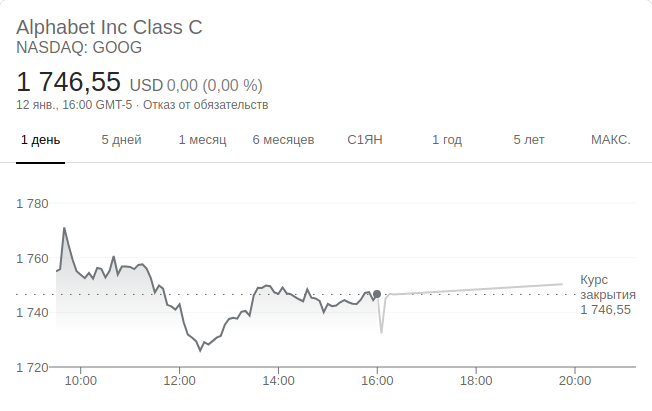 Alphabet Inc Class C
NASDAQ: GOOG
1 746,55 USD 0,00 (0,00 %)
12 янв., 16:00 GMT-5 · Отказ от обязательств
1 день 5 дней 1 месяц 6 месяцев С1ЯН 1 год 5 лет МАКС.
1 780
1 760
Курс
закрытия
1 746,55
1 740
1 720
10:00 12:00 14:00 16:00 18:00 20:00